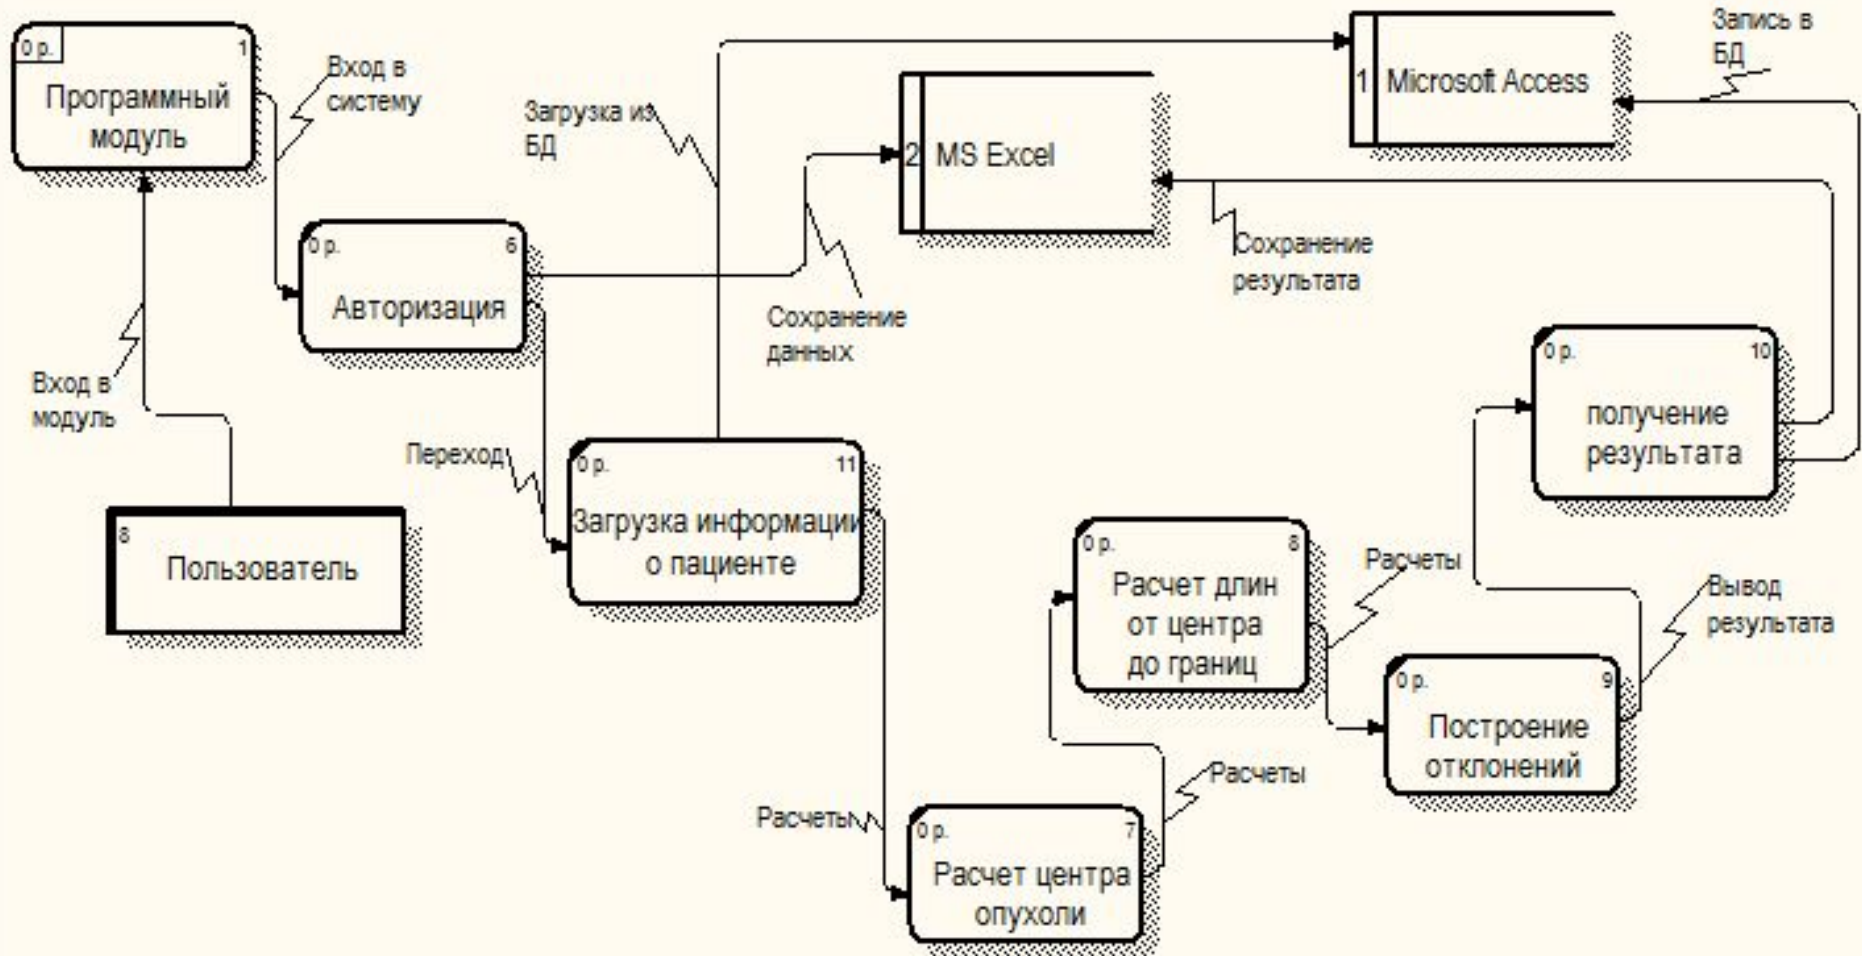 0 р.
1
Программный
модуль
Вход в
систему
Загрузка из
БД
2
MS Excel
1
Microsoft Access
Запись в
БД
0 р.
6
Авторизация
Сохранение
данных
Сохранение
результата
Вход в
модуль
8
Пользователь
Переход
0 р.
11
Загрузка информации
о пациенте
0 р.
10
получение
результата
0 р.
8
Расчет длин
от центра
до границ
Расчеты
0 р.
9
Построение
отклонений
Вывод
результата
Расчеты
0 р.
7
Расчет центра
опухоли
Расчеты